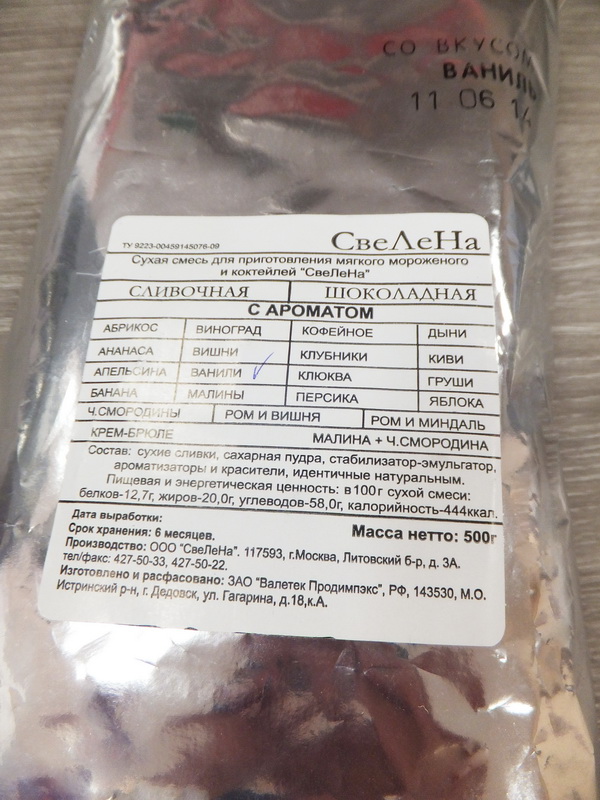 СО ВКУСОМ
ВАНИЛЬ
11 06 14
ТУ 9223-00459145076-09
СвеЛеНа
Сухая смесь для приготовления мягкого мороженого
и коктейлей "СвеЛеНа"
СЛИВОЧНАЯ ШОКОЛАДНАЯ
С АРОМАТОМ
АБРИКОС ВИНОГРАД КОФЕЙНОЕ ДЫНИ
АНАНАСА ВИШНИ КЛУБНИКИ КИВИ
АПЕЛЬСИНА ВАНИЛИ КЛЮКВА ГРУШИ
БАНАНА МАЛИНЫ ПЕРСИКА ЯБЛОКА
Ч.СМОРОДИНЫ РОМ И ВИШНЯ РОМ И МИНДАЛЬ
КРЕМ-БРЮЛЕ МАЛИНА + Ч.СМОРОДИНА
Состав: сухие сливки, сахарная пудра, стабилизатор-эмульгатор,
ароматизаторы и красители, идентичные натуральным.
Пищевая и энергетическая ценность: в 100г сухой смеси:
белков-12,7г, жиров-20,0г, углеводов-58,0г, калорийность-444ккал.
Дата выработки:
Срок хранения: 6 месяцев. Масса нетто: 500г
Производство: ООО "СвеЛеНа". 117593, г.Москва, Литовский б-р, д. 3А.
тел/факс: 427-50-33, 427-50-22.
Изготовлено и расфасовано: ЗАО "Валетек Продимпэкс", РФ, 143530, М.О.
Истринский р-н, г. Дедовск, ул. Гагарина, д.18,к.А.